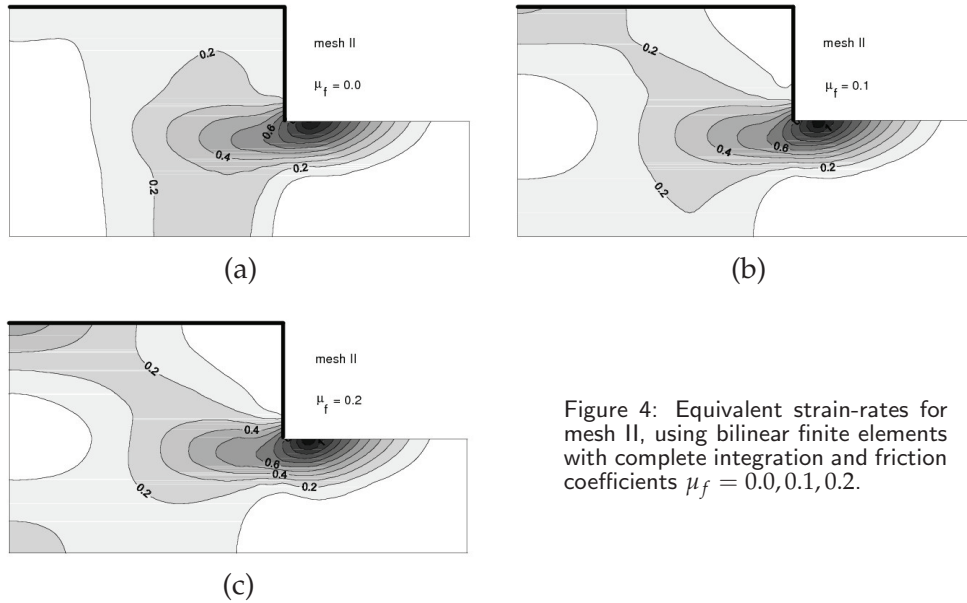 mesh II
μf = 0.0
0.2
0.6
0.4
0.2
0.2
(a)
mesh II
μf = 0.1
0.2
0.4
0.6
0.2
0.2
(b)
mesh II
μf = 0.2
0.2
0.4
0.6
0.4
0.2
0.2
(c)
Figure 4: Equivalent strain-rates for
mesh II, using bilinear finite elements
with complete integration and friction
coefficients μf = 0.0, 0.1, 0.2.